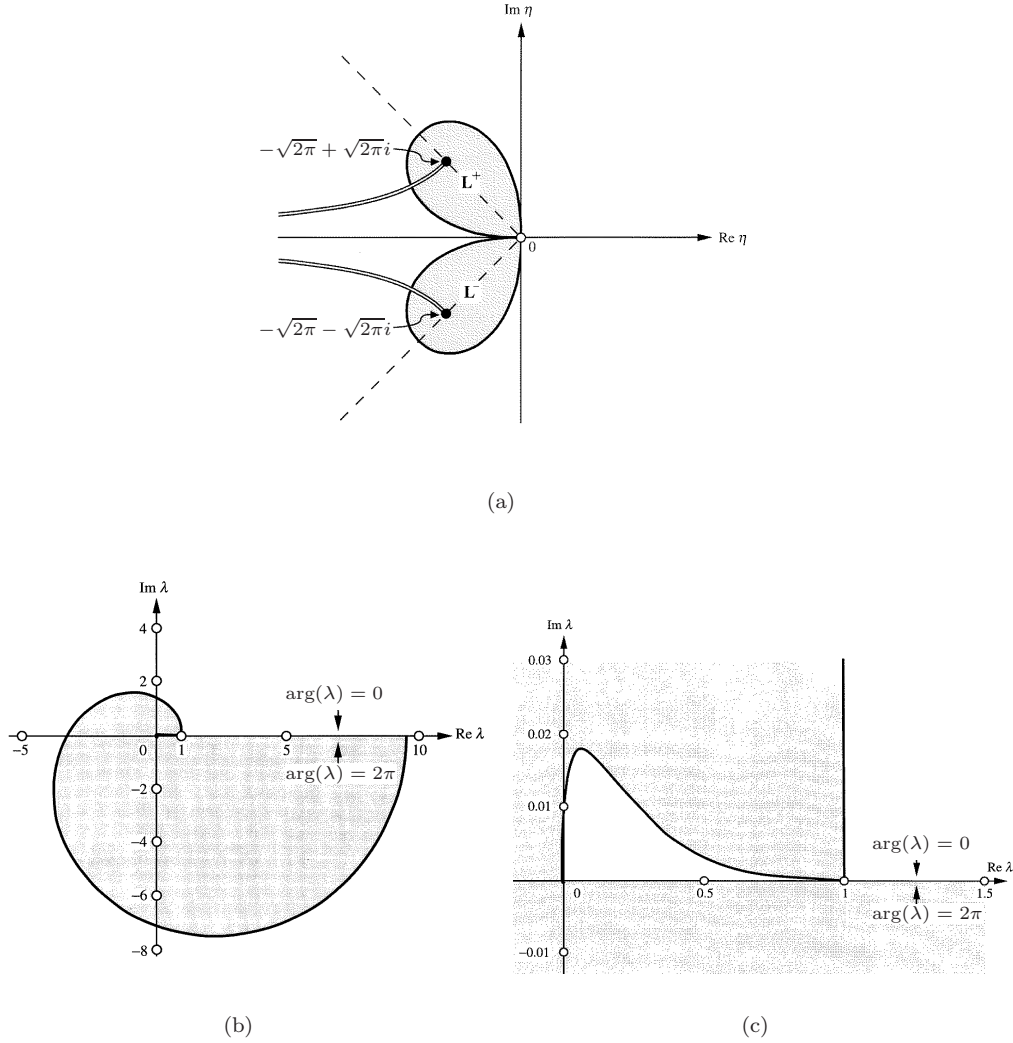 Im η
−√2π + √2πi
L⁺
Re η
0
L⁻
−√2π − √2πi
(a)
Im λ
4
2
arg(λ) = 0
−5
0
1
5
10
Re λ
arg(λ) = 2π
−2
−4
−6
−8
(b)
Im λ
0.03
0.02
0.01
arg(λ) = 0
Re λ
0
0.5
1
1.5
arg(λ) = 2π
−0.01
(c)